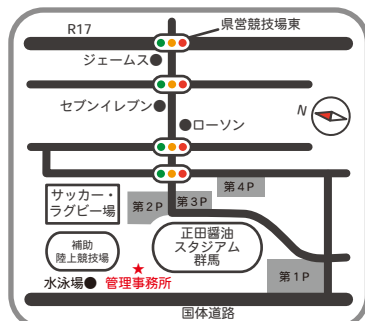 R17
県営競技場東
ジェームス
セブンイレブン
ローソン
N
第4P
サッカー・
ラグビー場
第2P
第3P
正田醤油
スタジアム
群馬
補助
陸上競技場
第1P
水泳場
管理事務所
国体道路